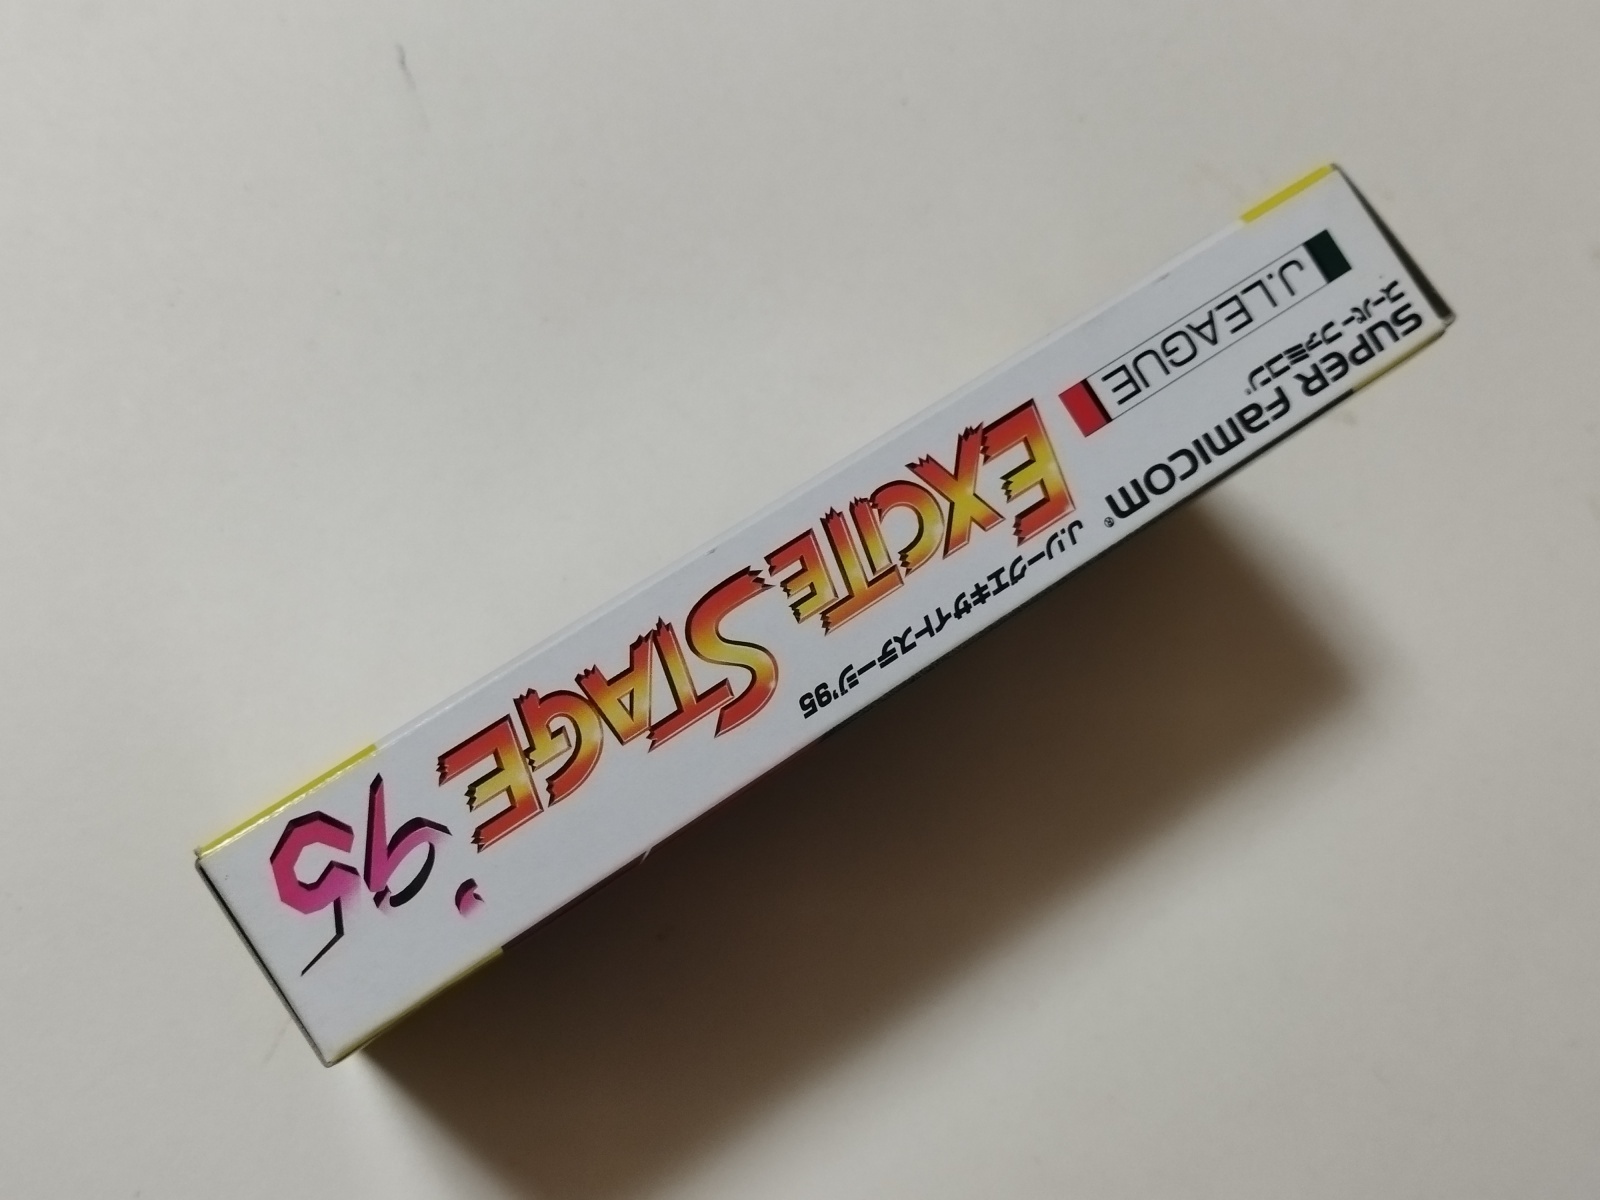 SUPER Famicom®
スーパーファミコン®
J.LEAGUE
J.リーグエキサイトステージ'95
EXCITE STAGE
'95